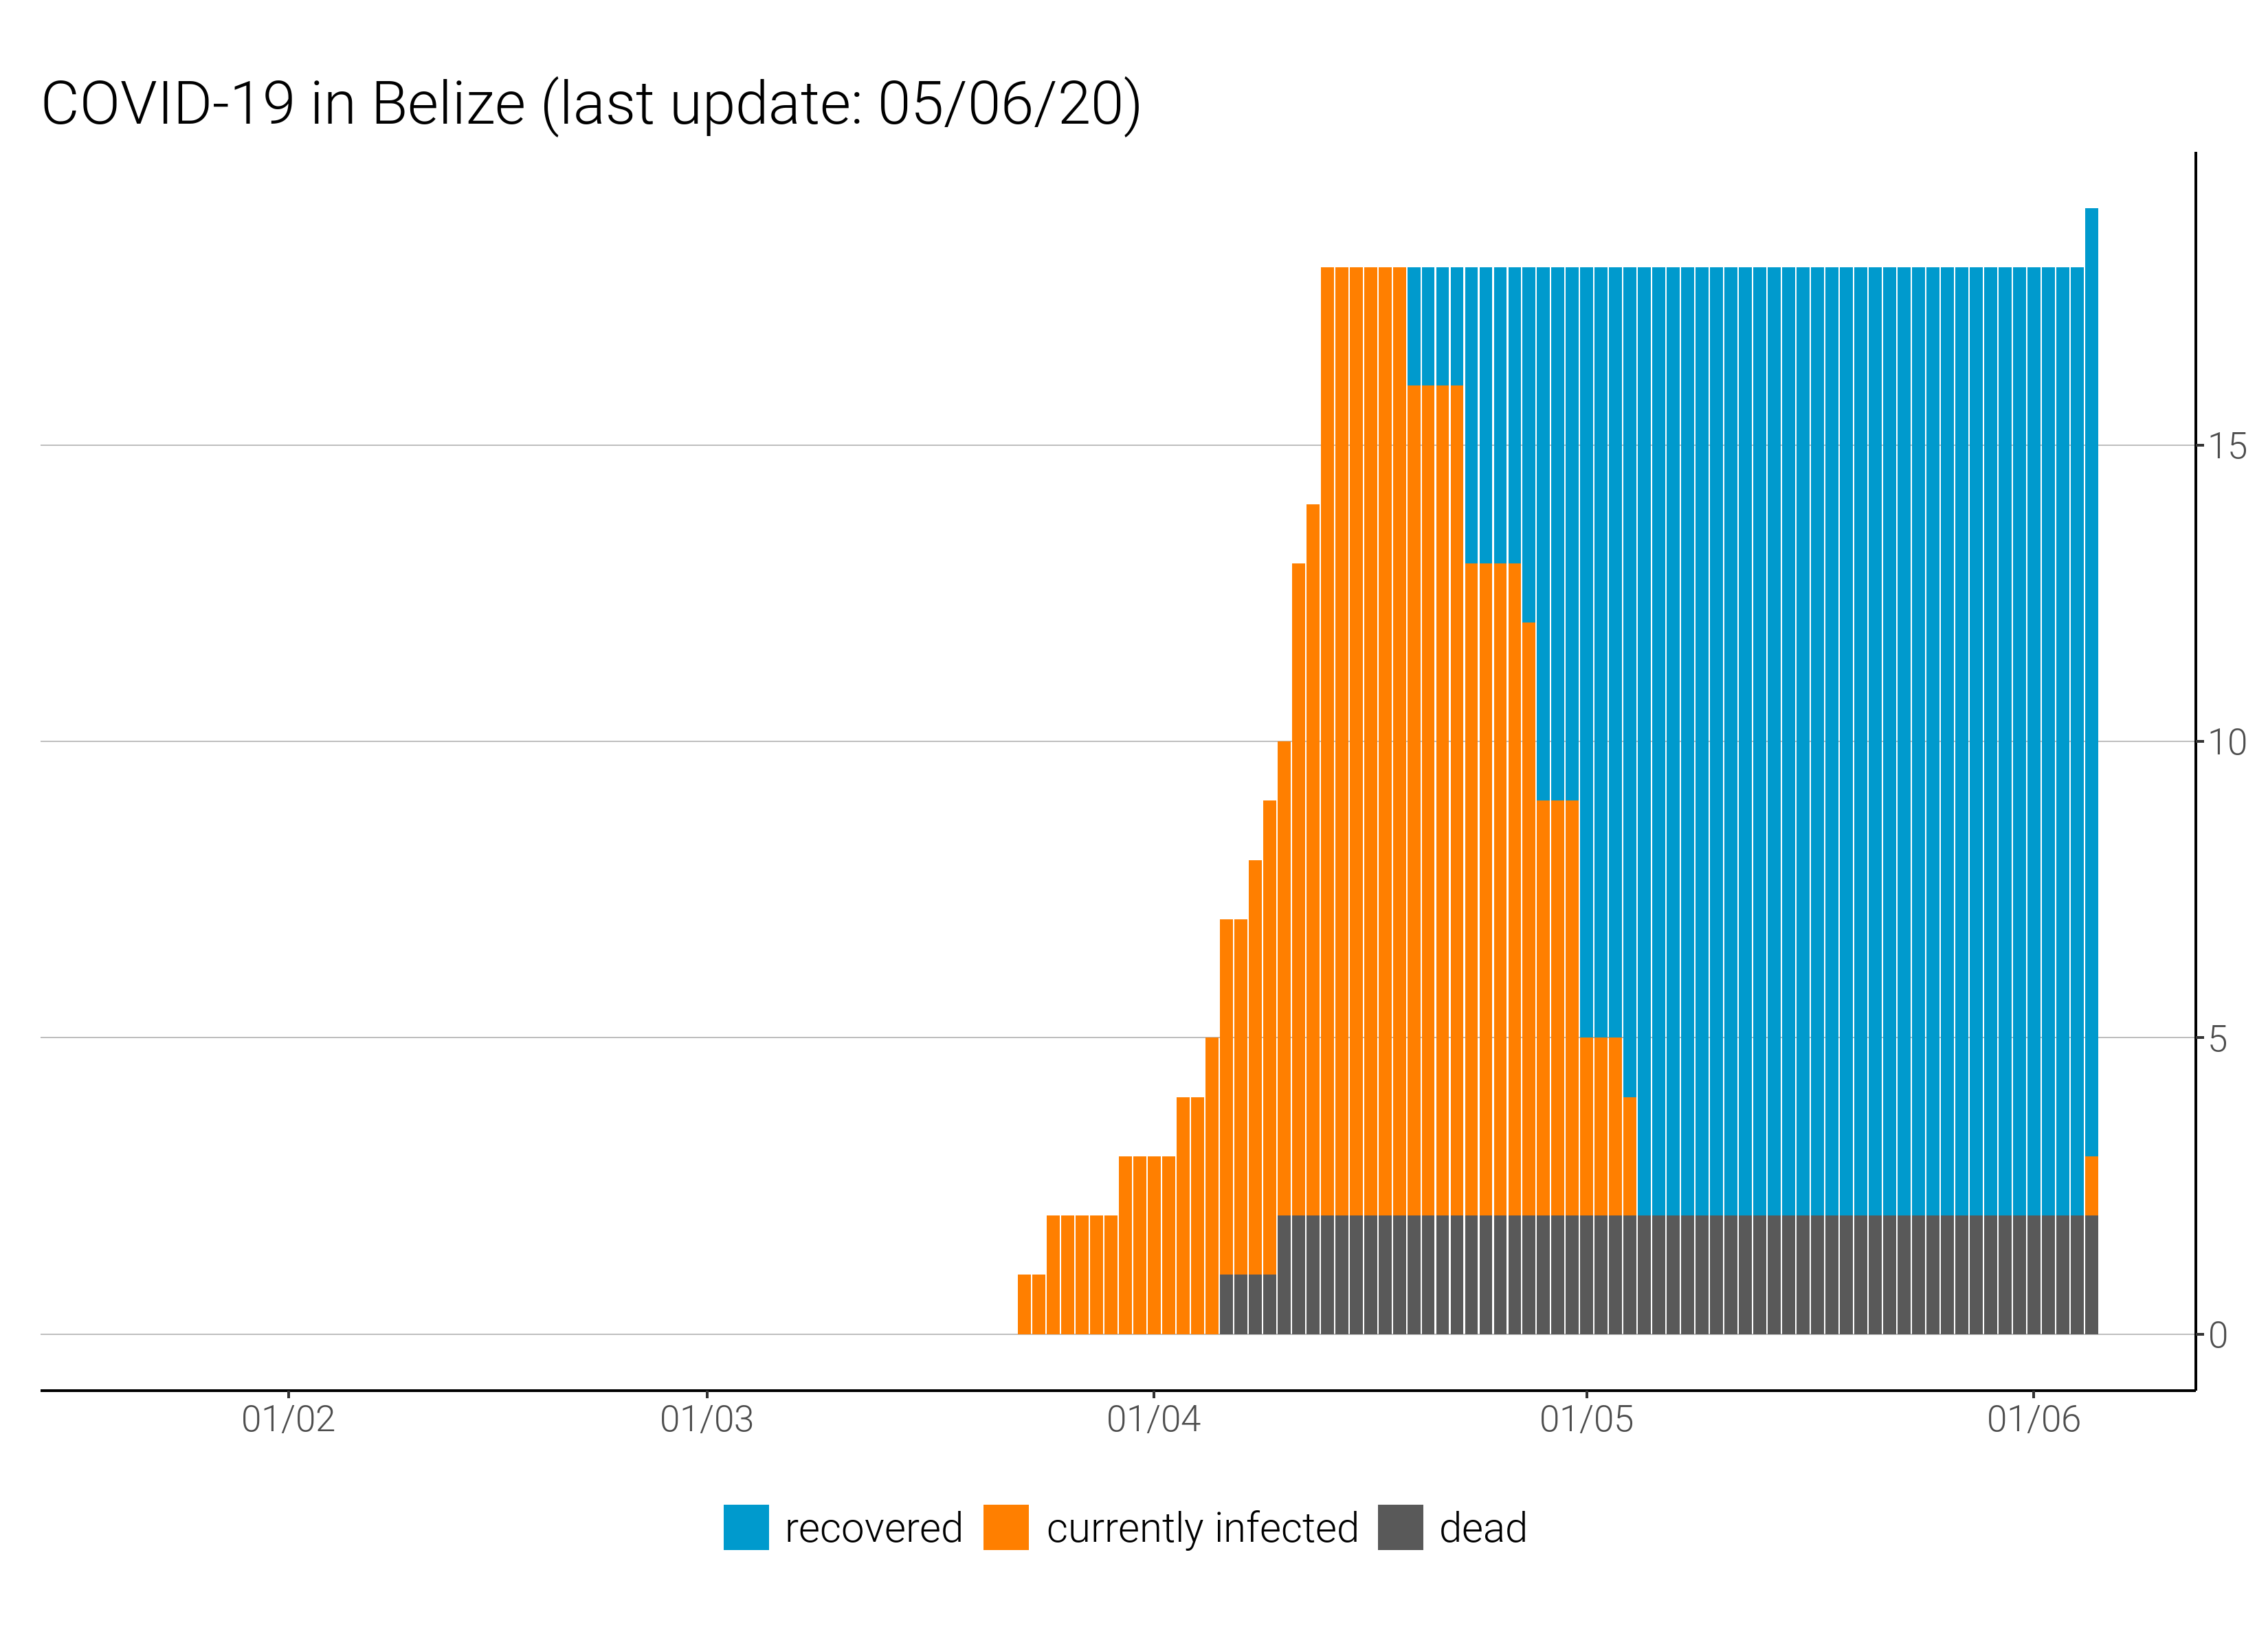 COVID-19 in Belize (last update: 05/06/20)
15
10
5
0
01/02 01/03 01/04 01/05 01/06
recovered currently infected dead